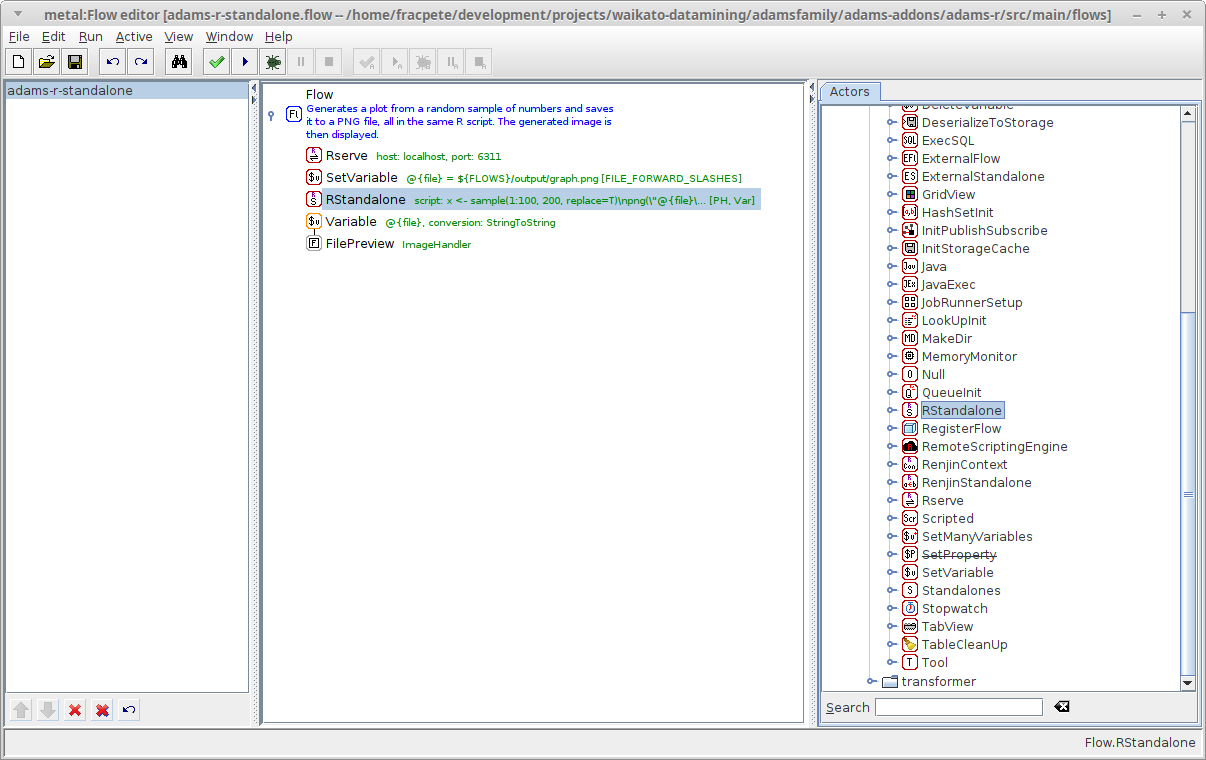 metal:Flow editor [adams-r-standalone.flow -- /home/fracpete/development/projects/waikato-datamining/adamsfamily/adams-addons/adams-r/src/main/flows]
File Edit Run Active View Window Help
adams-r-standalone
Flow
Generates a plot from a random sample of numbers and saves
it to a PNG file, all in the same R script. The generated image is
then displayed.
Rserve host: localhost, port: 6311
SetVariable @{file} = ${FLOWS}/output/graph.png [FILE_FORWARD_SLASHES]
RStandalone script: x <- sample(1:100, 200, replace=T)\npng(\"@{file}\... [PH, Var]
Variable @{file}, conversion: StringToString
FilePreview ImageHandler
Actors
DeleteVariable
DeserializeToStorage
ExecSQL
ExternalFlow
ExternalStandalone
GridView
HashSetInit
InitPublishSubscribe
InitStorageCache
Java
JavaExec
JobRunnerSetup
LookUpInit
MakeDir
MemoryMonitor
Null
QueueInit
RStandalone
RegisterFlow
RemoteScriptingEngine
RenjinContext
RenjinStandalone
Rserve
Scripted
SetManyVariables
SetProperty
SetVariable
Standalones
Stopwatch
TabView
TableCleanUp
Tool
transformer
Search
Flow.RStandalone